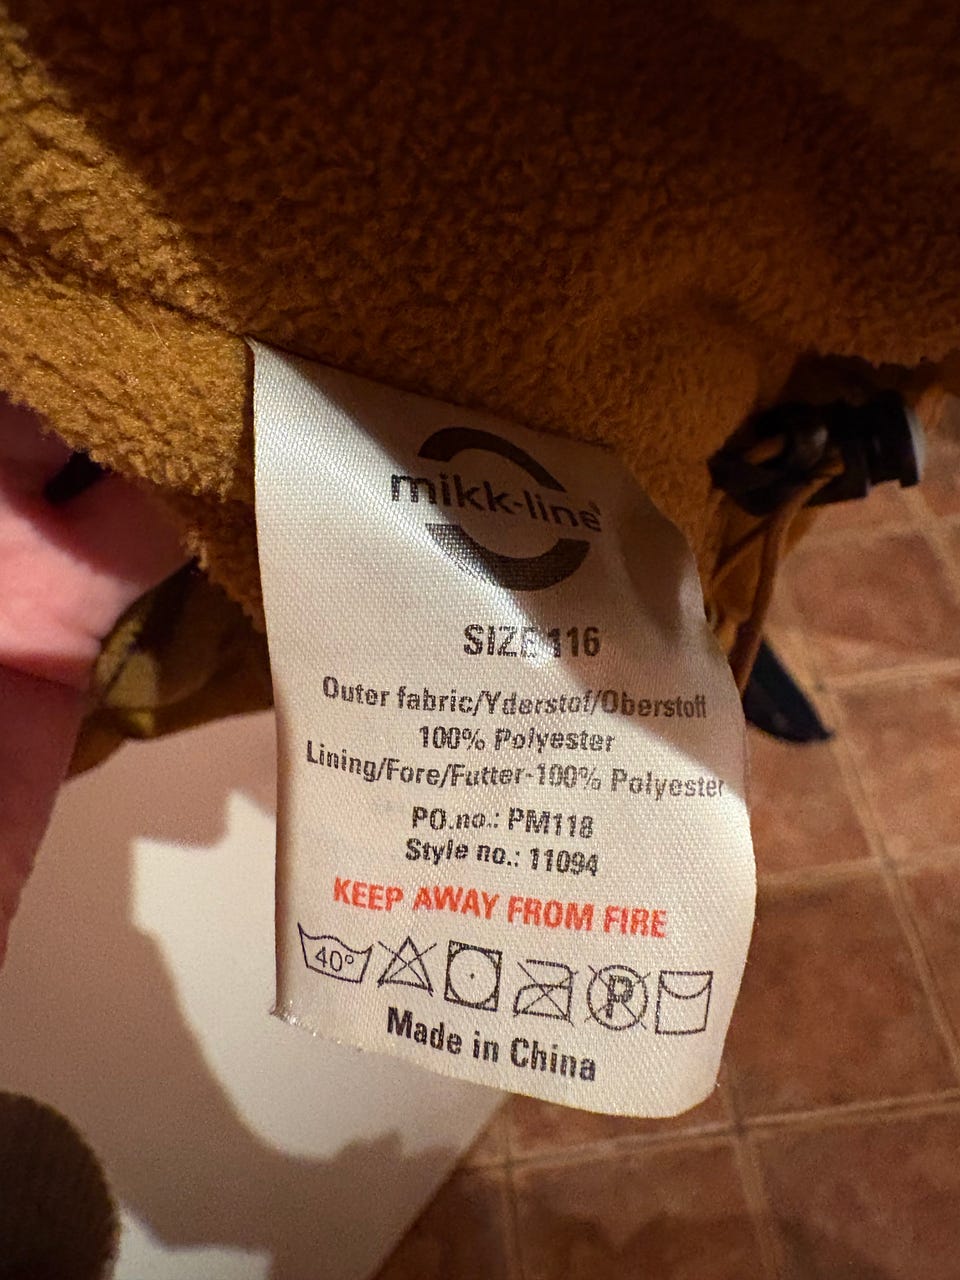 mikk-line®
SIZE 116
Outer fabric/Yderstof/Oberstoff
100% Polyester
Lining/Fore/Futter-100% Polyester
PO.no.: PM118
Style no.: 11094
KEEP AWAY FROM FIRE
40° P
Made in China